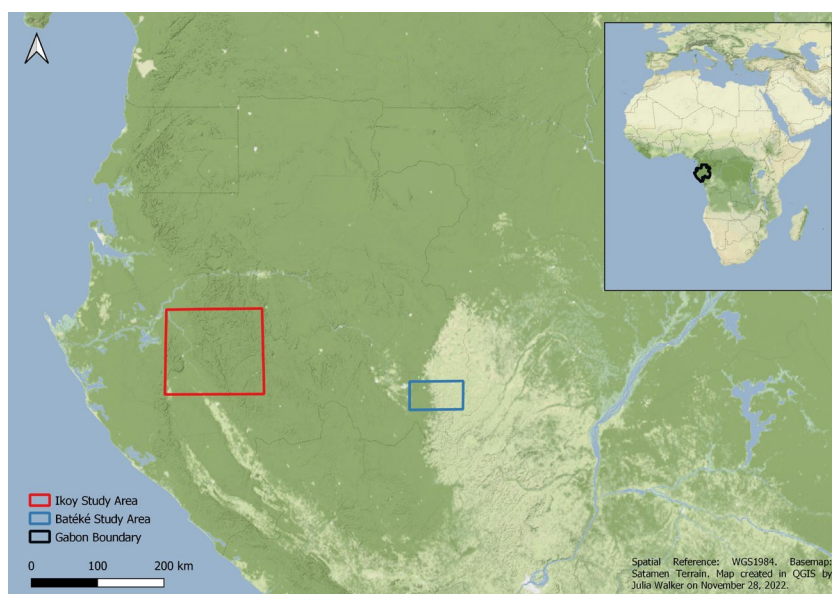 Ikoy Study Area
Batéké Study Area
Gabon Boundary
0 100 200 km
Spatial Reference: WGS1984. Basemap:
Satamen Terrain. Map created in QGIS by
Julia Walker on November 28, 2022.